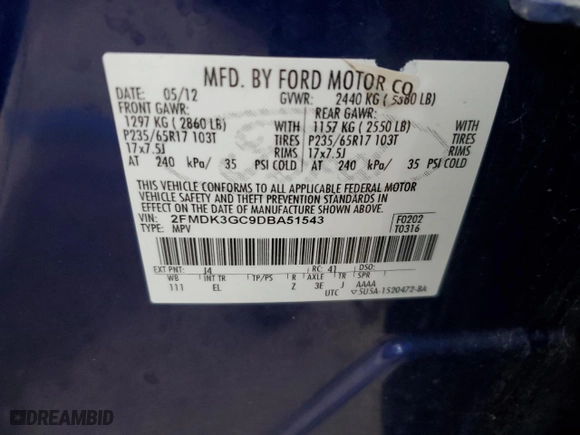 MFD. BY FORD MOTOR CO.
DATE: 05/12 GVWR: 2440 KG (5380 LB)
FRONT GAWR: REAR GAWR:
1297 KG (2860 LB) WITH 1157 KG (2550 LB) WITH
P235/65R17 103T TIRES P235/65R17 103T TIRES
17x7.5J RIMS 17x7.5J RIMS
AT 240 kPa/ 35 PSI COLD AT 240 kPa/ 35 PSI COLD
THIS VEHICLE CONFORMS TO ALL APPLICABLE FEDERAL MOTOR
VEHICLE SAFETY AND THEFT PREVENTION STANDARDS IN
EFFECT ON THE DATE OF MANUFACTURE SHOWN ABOVE.
VIN: 2FMDK3GC9DBA51543 F0202
TYPE: MPV T0316
EXT PNT: J4 RC: 41 DSO:
WB INT TR TP/PS R AXLE TR SPR
111 EL Z 3E J AAAA
UTC 5U5A-1520472-BA
DREAMBID